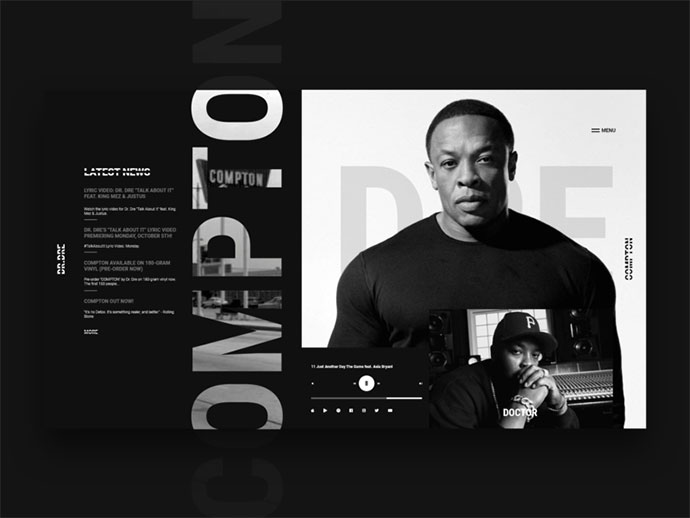 COMPTON
LATEST NEWS
LYRIC VIDEO: DR. DRE "TALK ABOUT IT"
FEAT. KING MEZ & JUSTUS
Watch the lyric video for Dr. Dre "Talk About It" feat. King
Mez & Justus.
DR. DRE'S "TALK ABOUT IT" LYRIC VIDEO
PREMIERING MONDAY, OCTOBER 5TH!
#TalkAboutIt Lyric Video: Monday.
COMPTON AVAILABLE ON 180-GRAM
VINYL (PRE-ORDER NOW)
Pre order "COMPTON" by Dr. Dre on 180 gram vinyl now.
The first 150 people.
COMPTON OUT NOW!
"It's no Detox. It's something realer, and better." - Rolling
Stone
MORE
DR.DRE
COMPTON
MENU
DRE
COMPTON
11 Just Another Day The Game feat. Asia Bryant
DOCTOR